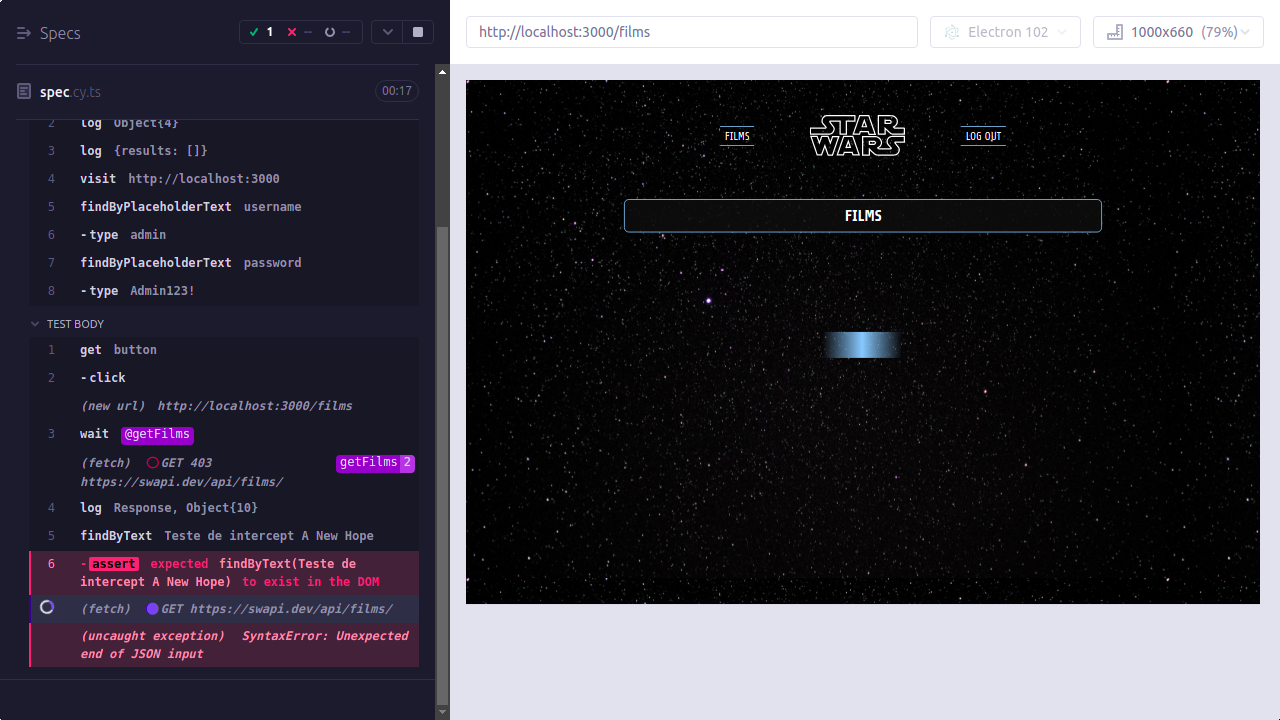 Specs
1
--
--
http://localhost:3000/films
Electron 102
1000x660 (79%)
spec.cy.ts
00:17
2 log Object{4}
3 log {results: []}
4 visit http://localhost:3000
5 findByPlaceholderText username
6 -type admin
7 findByPlaceholderText password
8 -type Admin123!
TEST BODY
1 get button
2 -click
(new url) http://localhost:3000/films
3 wait @getFilms
(fetch) GET 403 getFilms 2
https://swapi.dev/api/films/
4 log Response, Object{10}
5 findByText Teste de intercept A New Hope
6 -assert expected findByText(Teste de
intercept A New Hope) to exist in the DOM
(fetch) GET https://swapi.dev/api/films/
(uncaught exception) SyntaxError: Unexpected
end of JSON input
FILMS
STAR
WARS
LOG OUT
FILMS